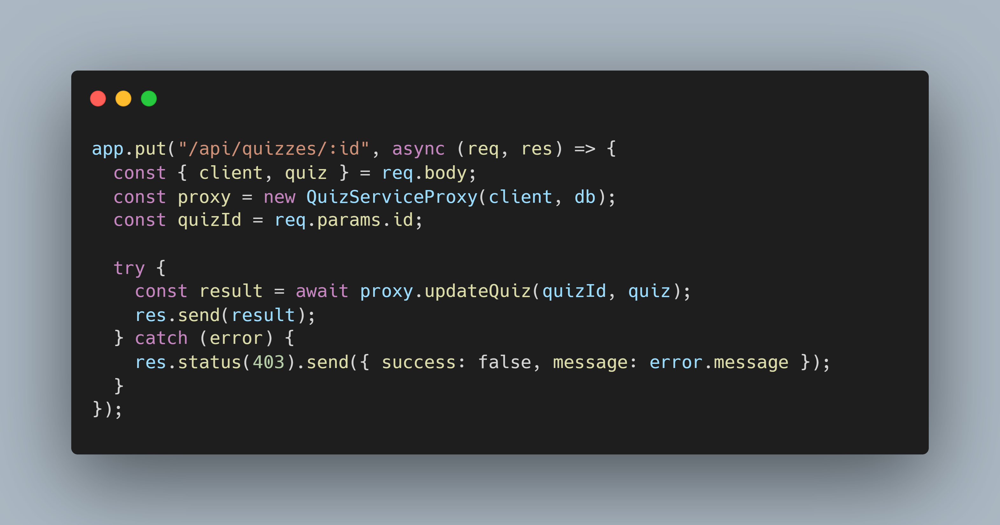 app.put("/api/quizzes/:id", async (req, res) => {
  const { client, quiz } = req.body;
  const proxy = new QuizServiceProxy(client, db);
  const quizId = req.params.id;

  try {
    const result = await proxy.updateQuiz(quizId, quiz);
    res.send(result);
  } catch (error) {
    res.status(403).send({ success: false, message: error.message });
  }
});